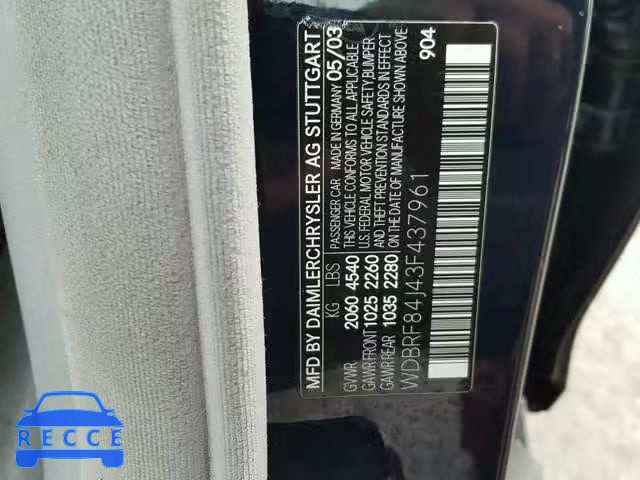 MFD BY DAIMLERCHRYSLER AG STUTTGART
PASSENGER CAR MADE IN GERMANY 05/03
KG LBS
THIS VEHICLE CONFORMS TO ALL APPLICABLE
GVWR 2060 4540
U.S. FEDERAL MOTOR VEHICLE SAFETY, BUMPER
GAWR FRONT 1025 2260
AND THEFT PREVENTION STANDARDS IN EFFECT
GAWR REAR 1035 2280
ON THE DATE OF MANUFACTURE SHOWN ABOVE
WDBRF84J43F437961
904
RECCE